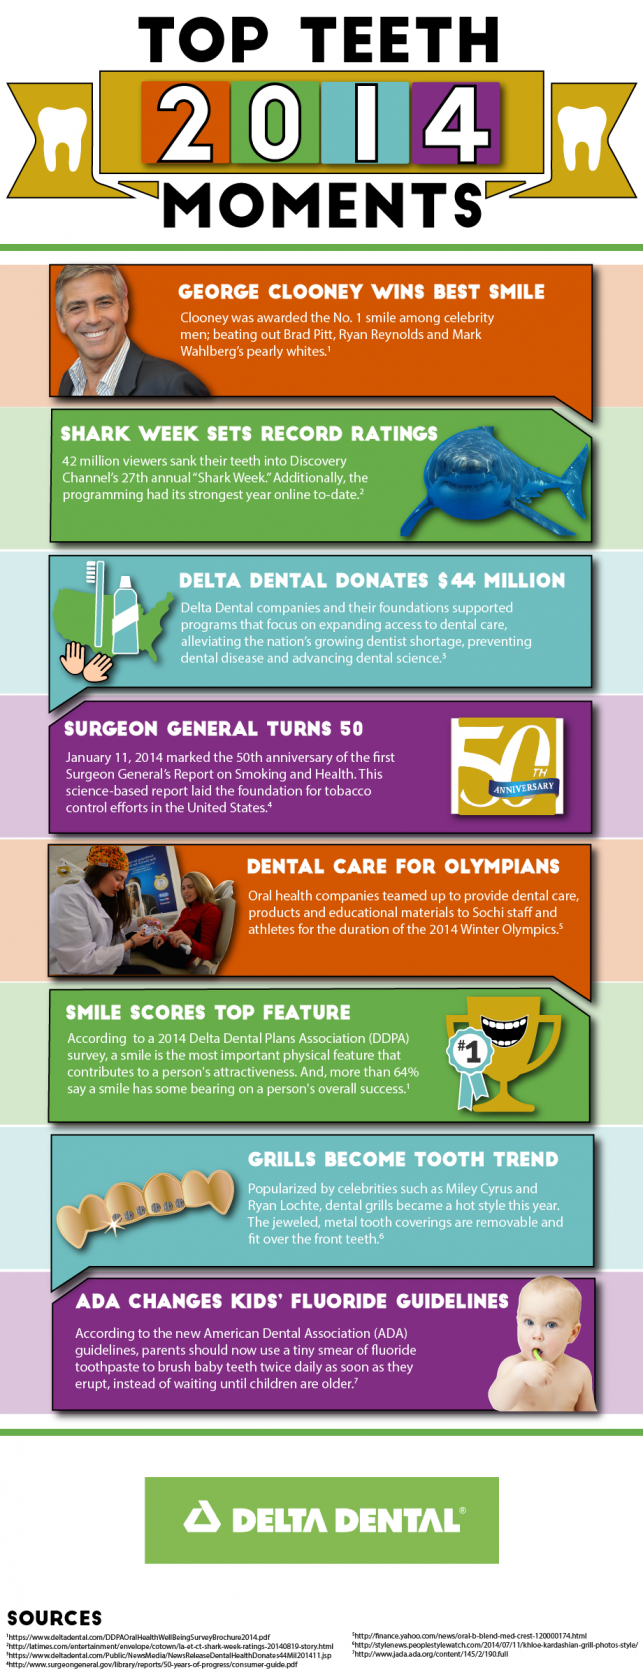 TOP TEETH
2014
MOMENTS
GEORGE CLOONEY WINS BEST SMILE
Clooney was awarded the No. 1 smile among celebrity
men; beating out Brad Pitt, Ryan Reynolds and Mark
Wahlberg's pearly whites.¹
SHARK WEEK SETS RECORD RATINGS
42 million viewers sank their teeth into Discovery
Channel's 27th annual "Shark Week." Additionally, the
programming had its strongest year online to-date.²
DELTA DENTAL DONATES $44 MILLION
Delta Dental companies and their foundations supported
programs that focus on expanding access to dental care,
alleviating the nation's growing dentist shortage, preventing
dental disease and advancing dental science.³
SURGEON GENERAL TURNS 50
January 11, 2014 marked the 50th anniversary of the first
Surgeon General's Report on Smoking and Health. This
science-based report laid the foundation for tobacco
control efforts in the United States.⁴
50
TH
ANNIVERSARY
DENTAL CARE FOR OLYMPIANS
Oral health companies teamed up to provide dental care,
products and educational materials to Sochi staff and
athletes for the duration of the 2014 Winter Olympics.⁵
SMILE SCORES TOP FEATURE
According to a 2014 Delta Dental Plans Association (DDPA)
survey, a smile is the most important physical feature that
contributes to a person's attractiveness. And, more than 64%
say a smile has some bearing on a person's overall success.¹
#1
GRILLS BECOME TOOTH TREND
Popularized by celebrities such as Miley Cyrus and
Ryan Lochte, dental grills became a hot style this year.
The jeweled, metal tooth coverings are removable and
fit over the front teeth.⁶
ADA CHANGES KIDS' FLUORIDE GUIDELINES
According to the new American Dental Association (ADA)
guidelines, parents should now use a tiny smear of fluoride
toothpaste to brush baby teeth twice daily as soon as they
erupt, instead of waiting until children are older.⁷
DELTA DENTAL®
SOURCES
¹https://www.deltadental.com/DDPAOralHealthWellBeingSurveyBrochure2014.pdf
²http://latimes.com/entertainment/envelope/cotown/la-et-ct-shark-week-ratings-20140819-story.html
³https://www.deltadental.com/Public/NewsMedia/NewsReleaseDentalHealthDonates44Mil201411.jsp
⁴http://www.surgeongeneral.gov/library/reports/50-years-of-progress/consumer-guide.pdf
⁵http://finance.yahoo.com/news/oral-b-blend-med-crest-120000174.html
⁶http://stylenews.peoplestylewatch.com/2014/07/11/khloe-kardashian-grill-photos-style/
⁷http://www.jada.ada.org/content/145/2/190.full